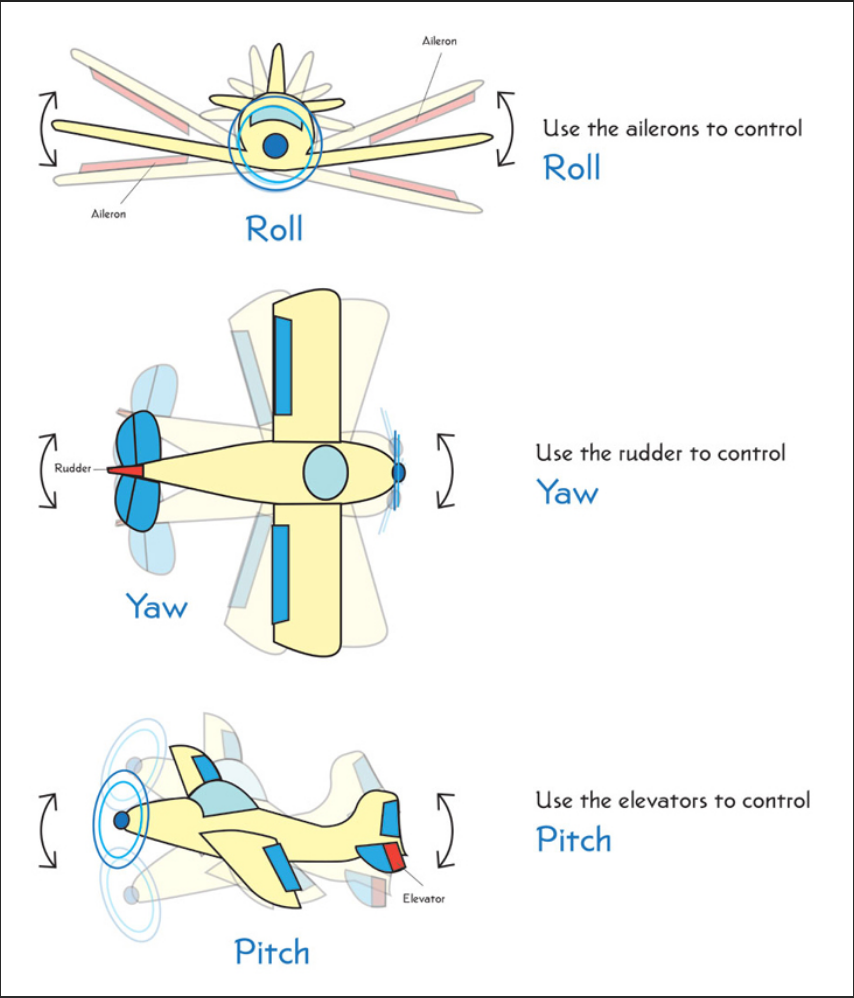 Aileron
Use the ailerons to control
Roll
Aileron
Roll
Use the rudder to control
Yaw
Rudder
Yaw
Use the elevators to control
Pitch
Elevator
Pitch